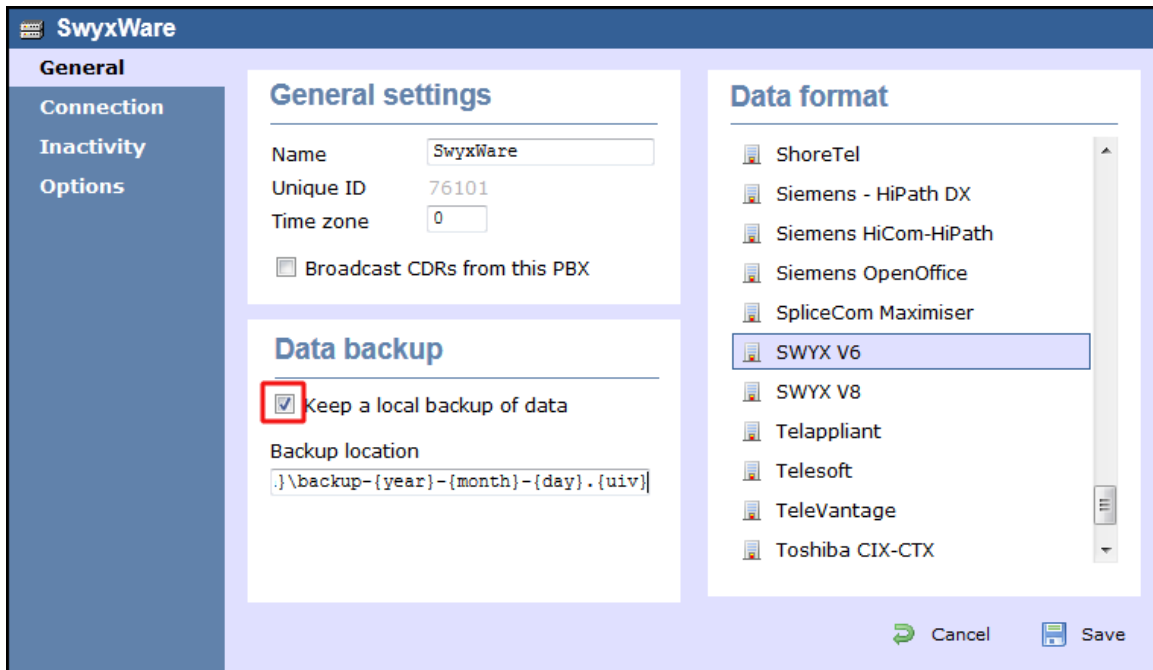 SwyxWare
General
Connection
Inactivity
Options
General settings
Name SwyxWare
Unique ID 76101
Time zone 0
Broadcast CDRs from this PBX
Data backup
Keep a local backup of data
Backup location
.}\backup-{year}-{month}-{day}.{uiv}
Data format
ShoreTel
Siemens - HiPath DX
Siemens HiCom-HiPath
Siemens OpenOffice
SpliceCom Maximiser
SWYX V6
SWYX V8
Telappliant
Telesoft
TeleVantage
Toshiba CIX-CTX
Cancel Save